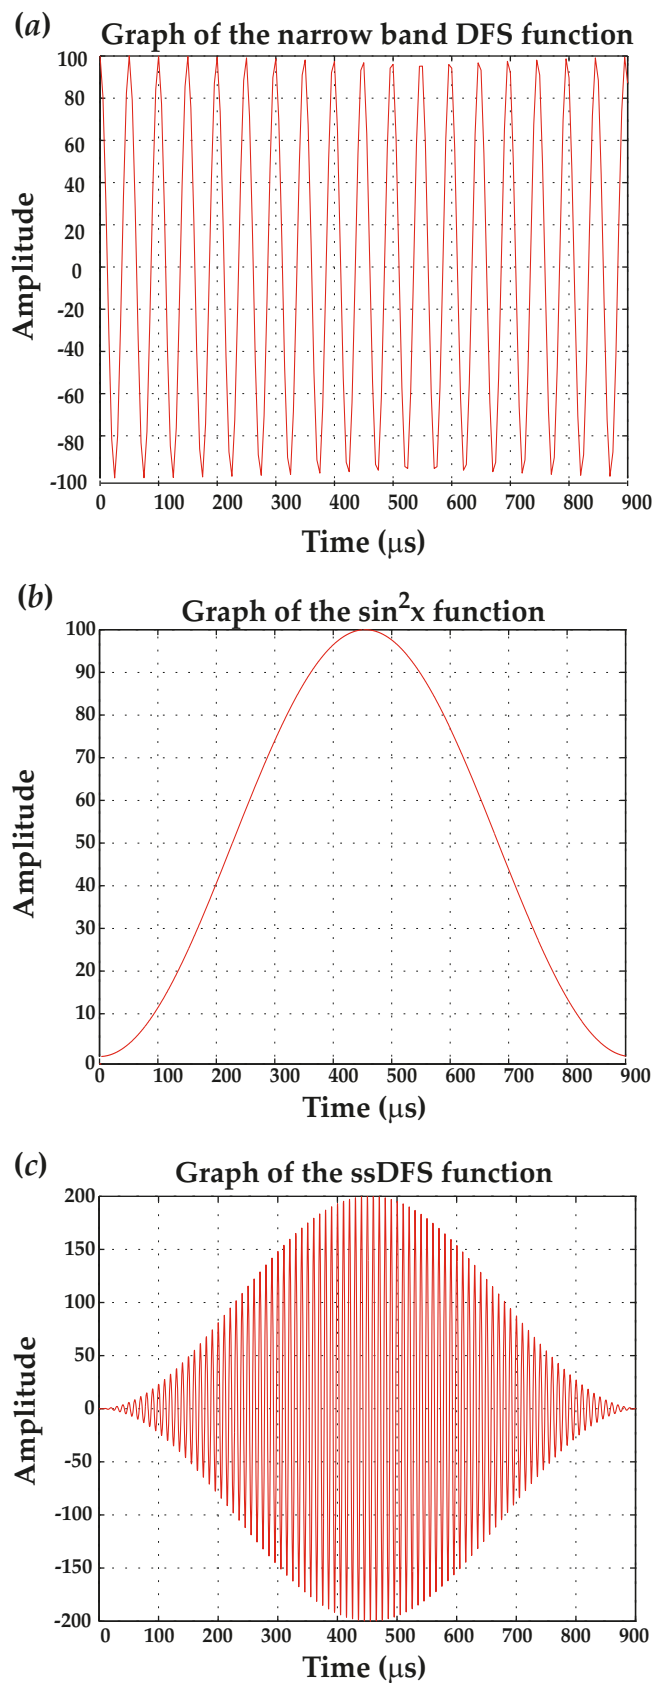 (a)
Graph of the narrow band DFS function
100
80
60
40
20
0
-20
-40
-60
-80
-100
Amplitude
0 100 200 300 400 500 600 700 800 900
Time (μs)
(b)
Graph of the sin²x function
100
90
80
70
60
50
40
30
20
10
0
Amplitude
0 100 200 300 400 500 600 700 800 900
Time (μs)
(c)
Graph of the ssDFS function
200
150
100
50
0
-50
-100
-150
-200
Amplitude
0 100 200 300 400 500 600 700 800 900
Time (μs)